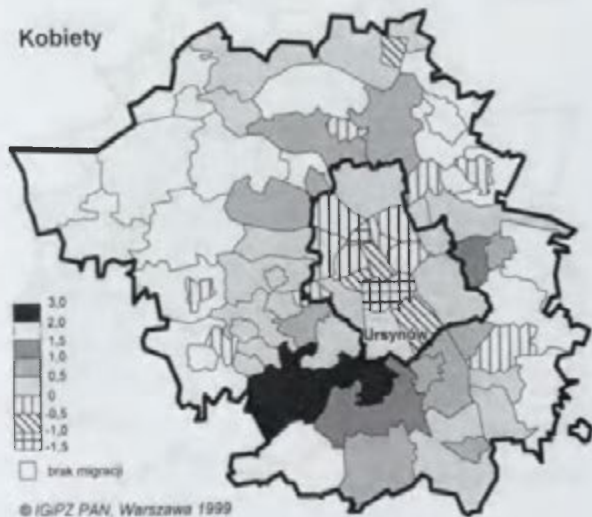 Kobiety
Ursynów
3,0
2,0
1,5
1,0
0,5
0
-0,5
-1,0
-1,5
brak migracji
© IGiPZ PAN, Warszawa 1999